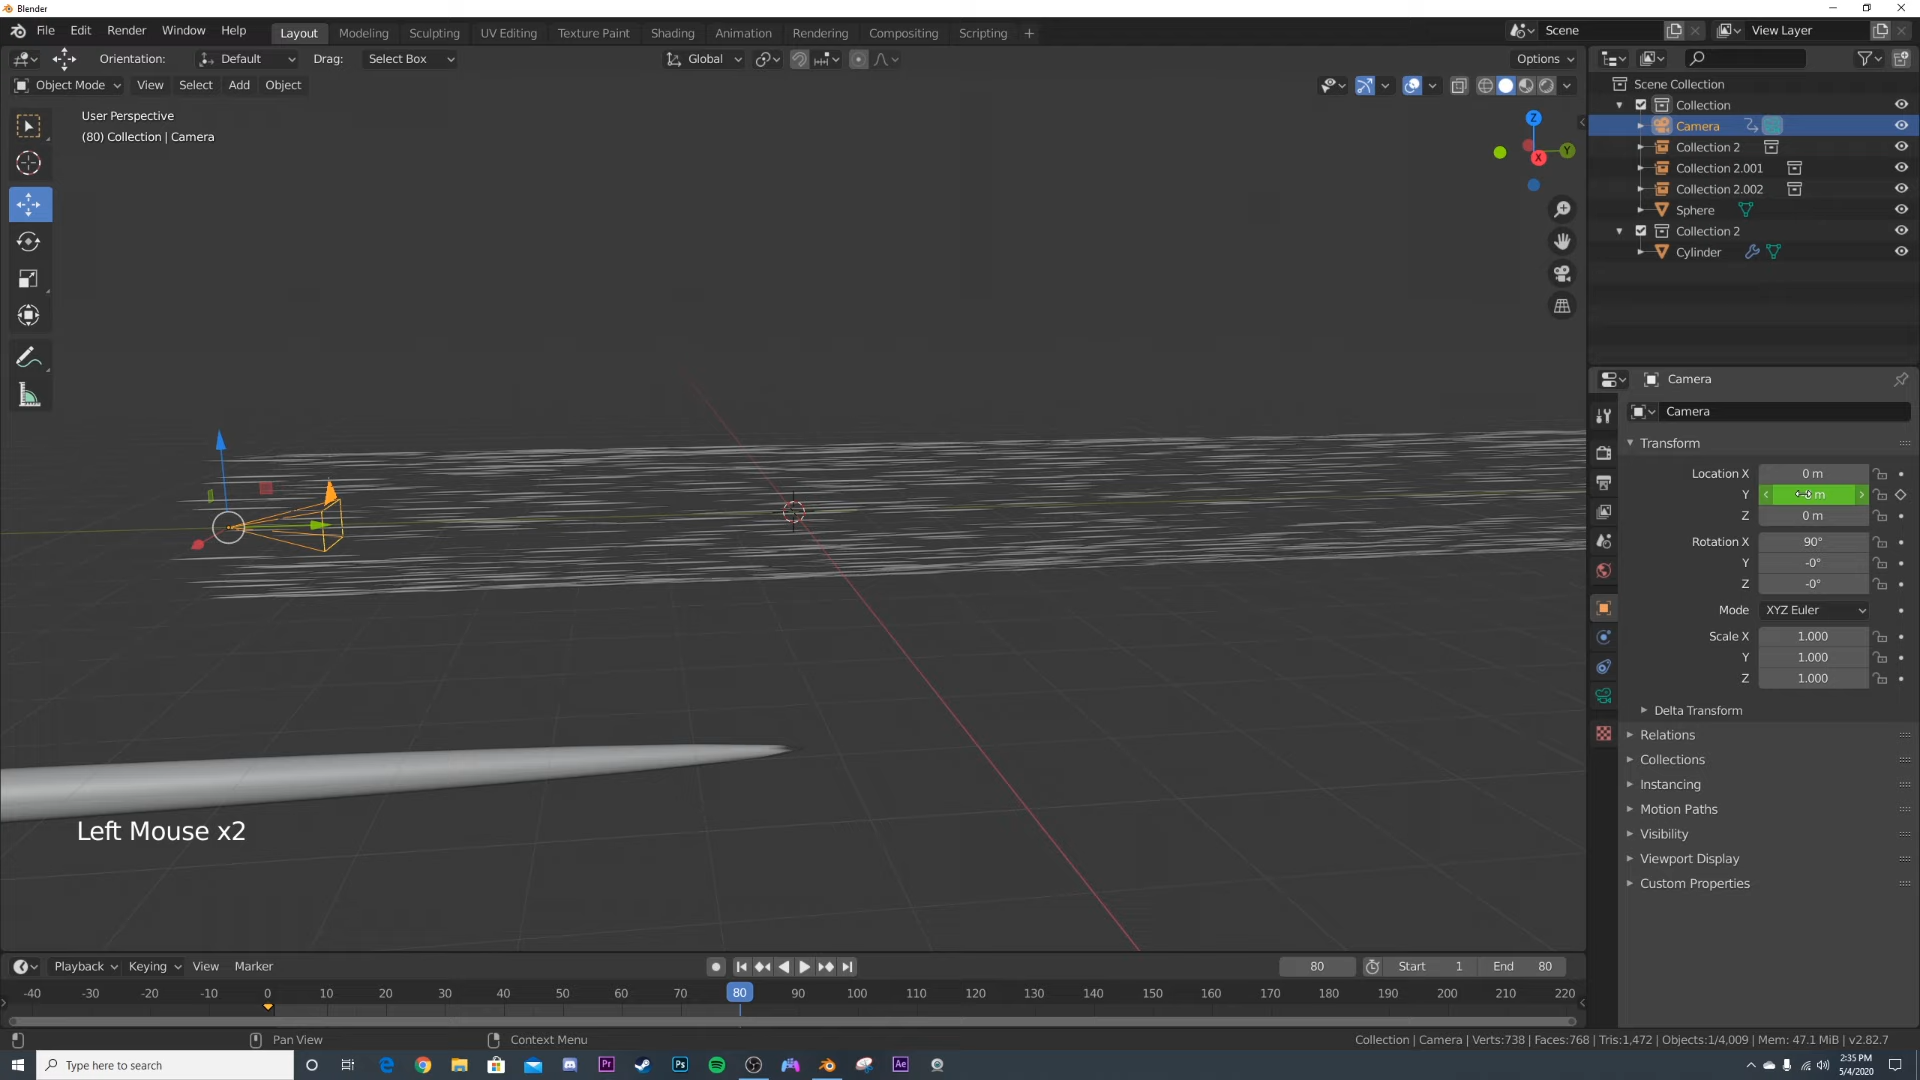 Blender
File Edit Render Window Help Layout Modeling Sculpting UV Editing Texture Paint Shading Animation Rendering Compositing Scripting + Scene View Layer
Orientation: Default Drag: Select Box Global Options
Object Mode View Select Add Object
User Perspective
(80) Collection | Camera
Z
Y
X
Scene Collection
Collection
Camera
Collection 2
Collection 2.001
Collection 2.002
Sphere
Collection 2
Cylinder
Camera
Camera
Transform
Location X 0 m
Y m
Z 0 m
Rotation X 90°
Y -0°
Z -0°
Mode XYZ Euler
Scale X 1.000
Y 1.000
Z 1.000
Delta Transform
Relations
Collections
Instancing
Motion Paths
Visibility
Viewport Display
Custom Properties
Left Mouse x2
Playback Keying View Marker 80 Start 1 End 80
-40 -30 -20 -10 0 10 20 30 40 50 60 70 80 90 100 110 120 130 140 150 160 170 180 190 200 210 220
Pan View Context Menu Collection | Camera | Verts:738 | Faces:768 | Tris:1,472 | Objects:1/4,009 | Mem: 47.1 MiB | v2.82.7
Type here to search Pr Ps Ae 2:35 PM
5/4/2020